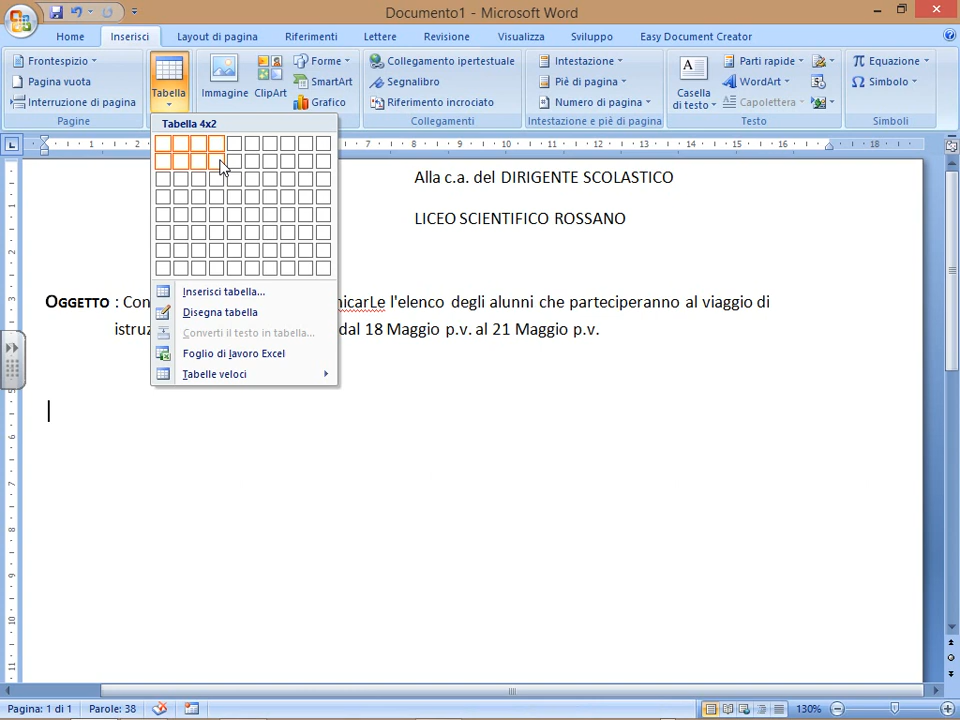 Documento1 - Microsoft Word
Home Inserisci Layout di pagina Riferimenti Lettere Revisione Visualizza Sviluppo Easy Document Creator
Frontespizio
Pagina vuota
Interruzione di pagina
Pagine
Tabella
Immagine
ClipArt
Forme
SmartArt
Grafico
Collegamento ipertestuale
Segnalibro
Riferimento incrociato
Collegamenti
Intestazione
Piè di pagina
Numero di pagina
Intestazione e piè di pagina
Casella
di testo
Parti rapide
WordArt
Capolettera
Testo
Equazione
Simbolo
Simboli
Tabella 4x2
Inserisci tabella...
Disegna tabella
Converti il testo in tabella...
Foglio di lavoro Excel
Tabelle veloci
Alla c.a. del DIRIGENTE SCOLASTICO
LICEO SCIENTIFICO ROSSANO
OGGETTO : Con nicarLe l'elenco degli alunni che parteciperanno al viaggio di
istruz dal 18 Maggio p.v. al 21 Maggio p.v.
Pagina: 1 di 1 Parole: 38 130%